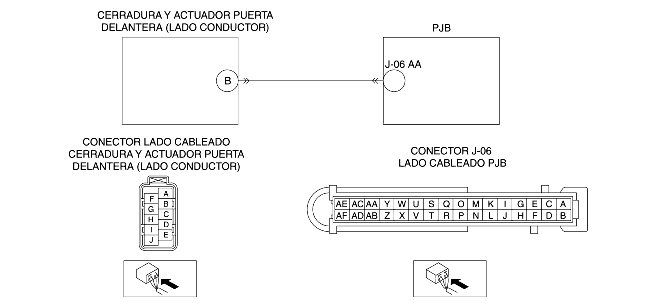 CERRADURA Y ACTUADOR PUERTA
DELANTERA (LADO CONDUCTOR)
PJB
B
J-06 AA
CONECTOR LADO CABLEADO
CERRADURA Y ACTUADOR PUERTA
DELANTERA (LADO CONDUCTOR)
CONECTOR J-06
LADO CABLEADO PJB
A
F
B
G
C
H
D
I
E
J
AE AC AA Y W U S Q O M K I G E C A
AF AD AB Z X V T R P N L J H F D B